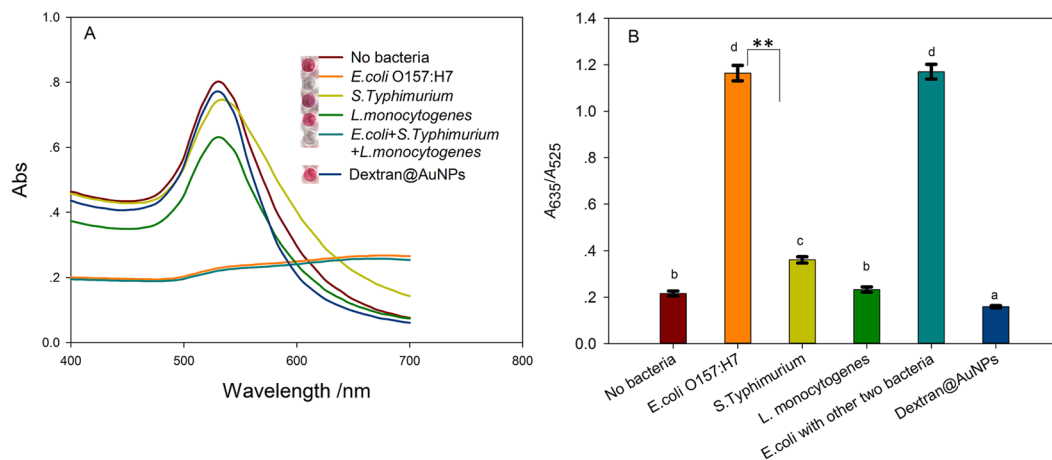 A
1.0
.8
.6
.4
.2
0.0
Abs
400
500
600
700
800
Wavelength /nm
No bacteria
E.coli O157:H7
S.Typhimurium
L.monocytogenes
E.coli+S.Typhimurium
+L.monocytogenes
Dextran@AuNPs
B
1.4
1.2
1.0
.8
.6
.4
.2
0.0
A635/A525
b
d
**
c
b
d
a
No bacteria
E.coli O157:H7
S.Typhimurium
L. monocytogenes
E.coli with other two bacteria
Dextran@AuNPs